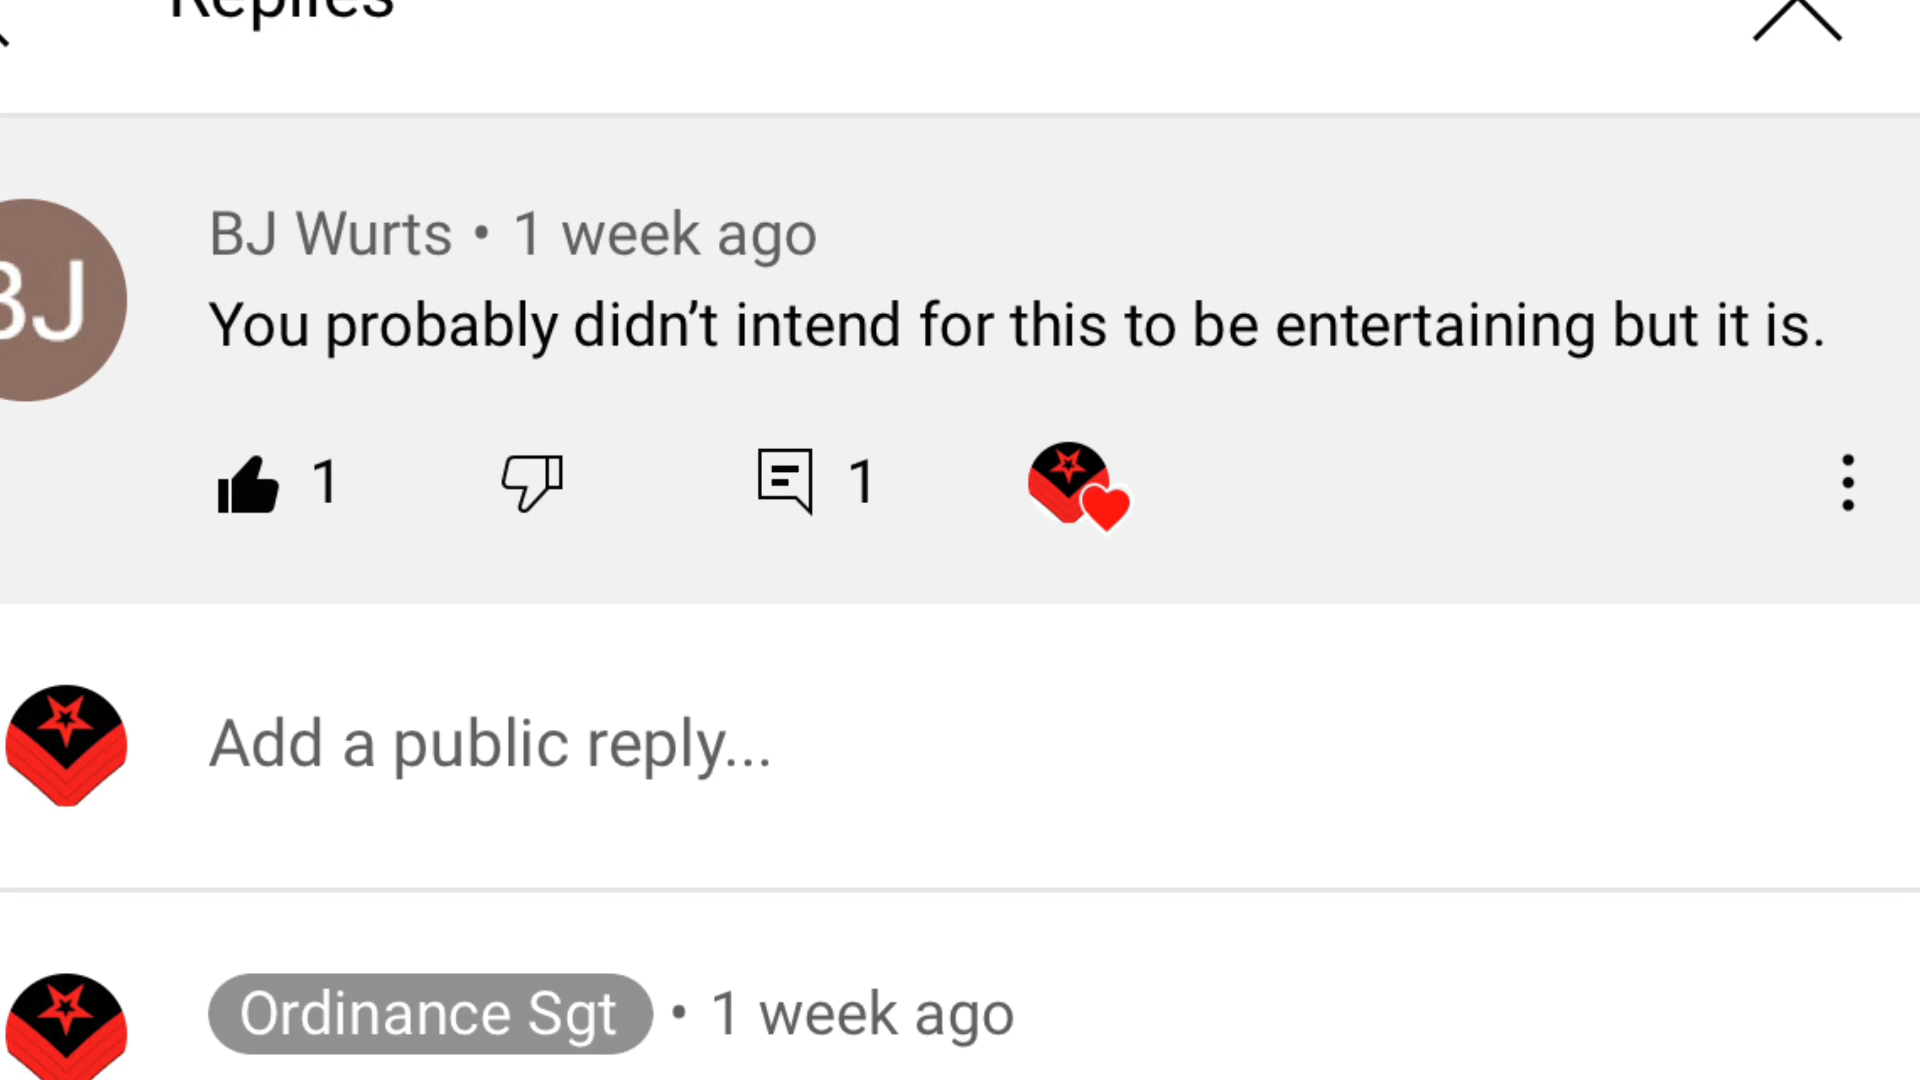 Replies
BJ
BJ Wurts • 1 week ago
You probably didn’t intend for this to be entertaining but it is.
1
1
Add a public reply...
Ordinance Sgt • 1 week ago